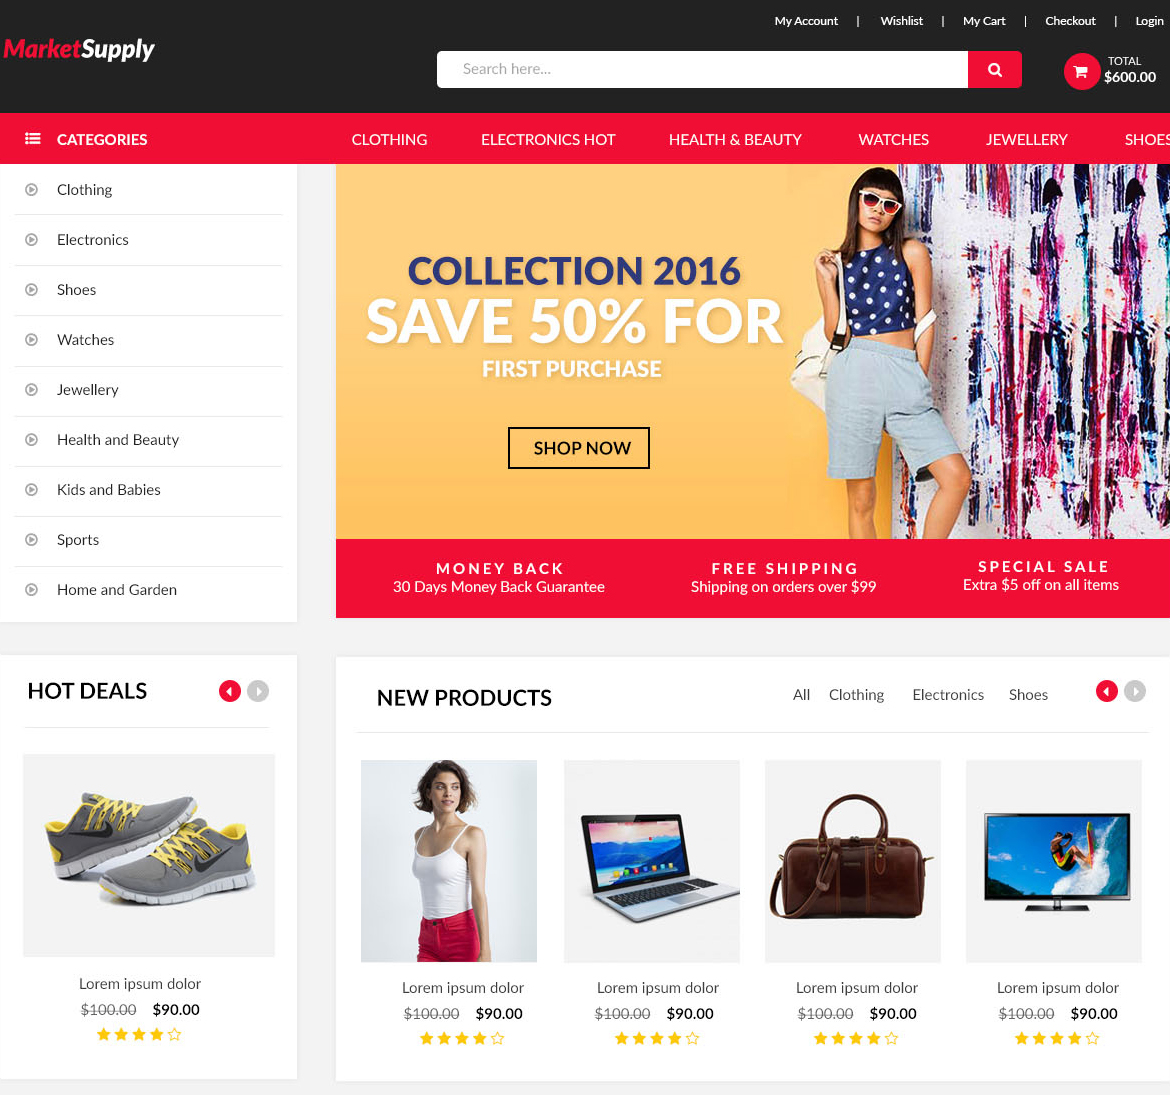 My Account | Wishlist | My Cart | Checkout | Login
MarketSupply
Search here...
TOTAL
$600.00
CATEGORIES
CLOTHING ELECTRONICS HOT HEALTH & BEAUTY WATCHES JEWELLERY SHOES
Clothing
Electronics
Shoes
Watches
Jewellery
Health and Beauty
Kids and Babies
Sports
Home and Garden
COLLECTION 2016
SAVE 50% FOR
FIRST PURCHASE
SHOP NOW
MONEY BACK
30 Days Money Back Guarantee
FREE SHIPPING
Shipping on orders over $99
SPECIAL SALE
Extra $5 off on all items
HOT DEALS
Lorem ipsum dolor
$100.00 $90.00
NEW PRODUCTS
All Clothing Electronics Shoes
Lorem ipsum dolor
$100.00 $90.00
Lorem ipsum dolor
$100.00 $90.00
Lorem ipsum dolor
$100.00 $90.00
Lorem ipsum dolor
$100.00 $90.00